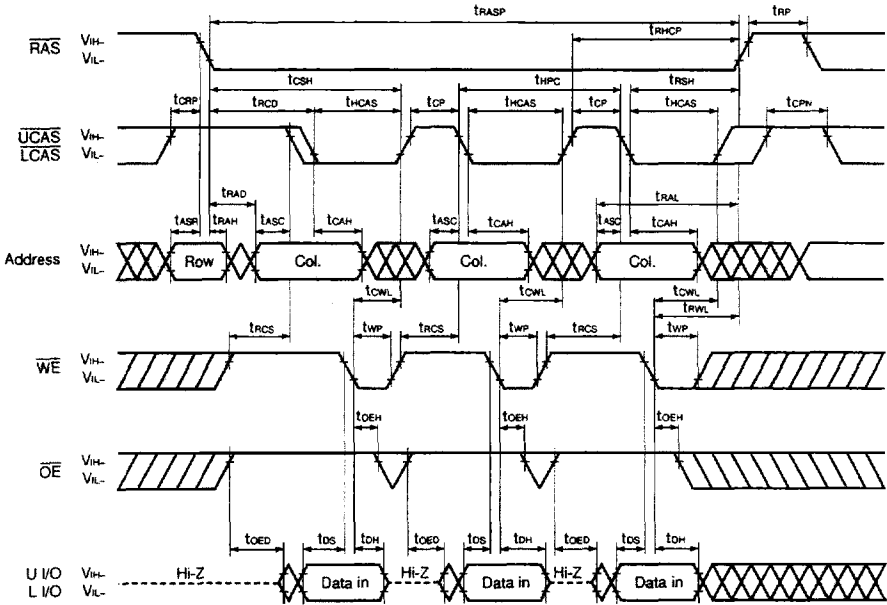 tRASP tRP
tRHCP
RAS VIH–
VIL–
tCSH tHPC tRSH
tCRP tRCD tHCAS tCP tHCAS tCP tHCAS tCPN
UCAS VIH–
LCAS VIL–
tRAD tRAL
tASR tRAH tASC tCAH tASC tCAH tASC tCAH
Address VIH–
VIL–
Row Col. Col. Col.
tCWL tCWL tCWL
tRWL
tRCS tWP tRCS tWP tRCS tWP
WE VIH–
VIL–
tOEH tOEH tOEH
OE VIH–
VIL–
tOED tDS tDH tOED tDS tDH tOED tDS tDH
U I/O VIH–
L I/O VIL–
Hi-Z Data in Hi-Z Data in Hi-Z Data in